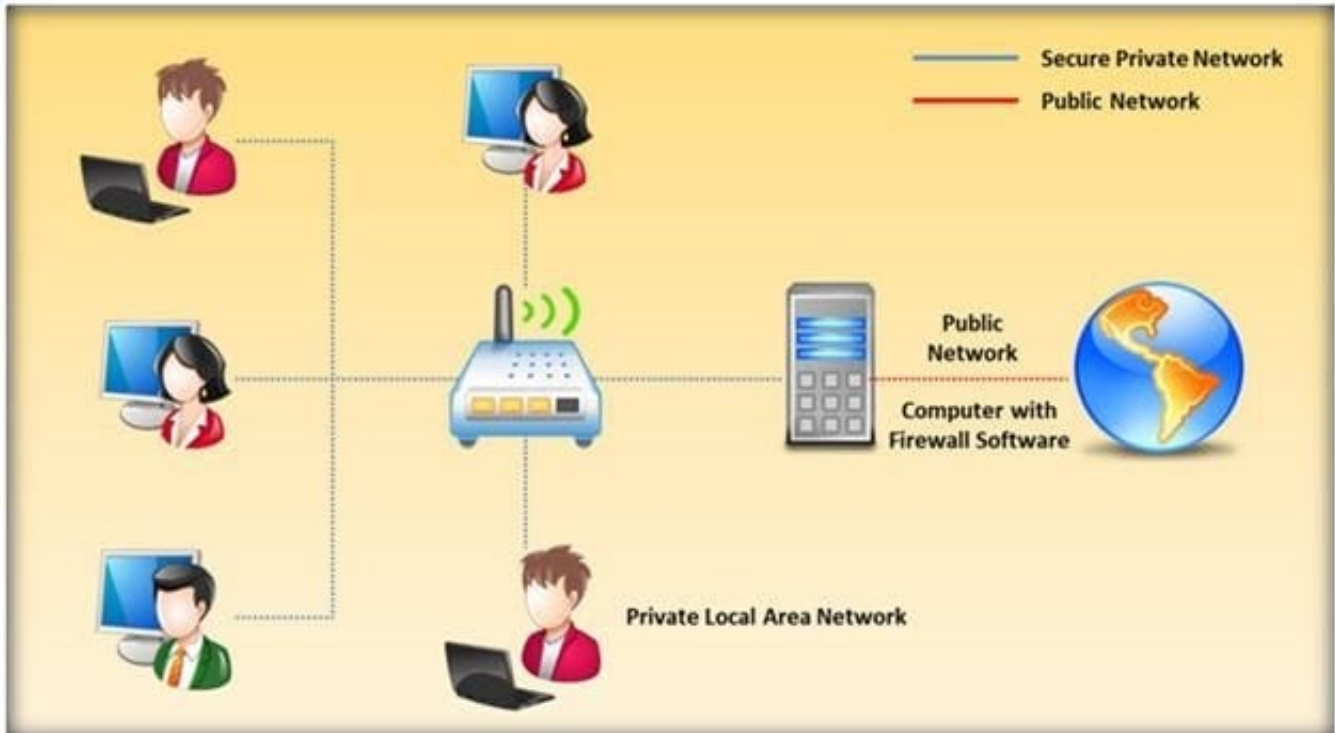 Secure Private Network
Public Network
Public
Network
Computer with
Firewall Software
Private Local Area Network